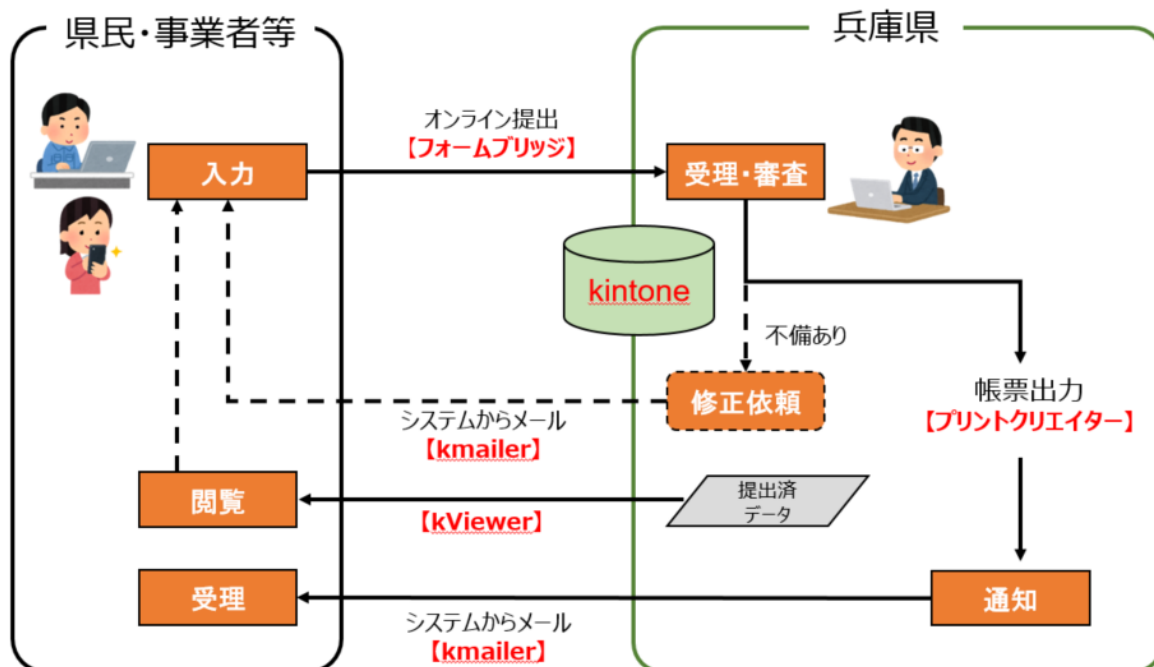 県民・事業者等
兵庫県
オンライン提出
【フォームブリッジ】
入力
受理・審査
kintone
不備あり
修正依頼
帳票出力
【プリントクリエイター】
システムからメール
【kmailer】
閲覧
提出済
データ
【kViewer】
受理
通知
システムからメール
【kmailer】